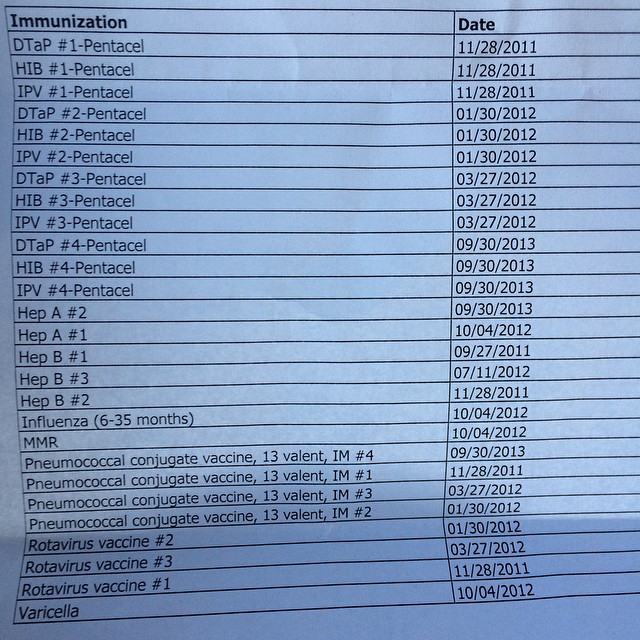 Immunization Date
DTaP #1-Pentacel 11/28/2011
HIB #1-Pentacel 11/28/2011
IPV #1-Pentacel 11/28/2011
DTaP #2-Pentacel 01/30/2012
HIB #2-Pentacel 01/30/2012
IPV #2-Pentacel 01/30/2012
DTaP #3-Pentacel 03/27/2012
HIB #3-Pentacel 03/27/2012
IPV #3-Pentacel 03/27/2012
DTaP #4-Pentacel 09/30/2013
HIB #4-Pentacel 09/30/2013
IPV #4-Pentacel 09/30/2013
Hep A #2 09/30/2013
Hep A #1 10/04/2012
Hep B #1 09/27/2011
Hep B #3 07/11/2012
Hep B #2 11/28/2011
Influenza (6-35 months) 10/04/2012
MMR 10/04/2012
Pneumococcal conjugate vaccine, 13 valent, IM #4 09/30/2013
Pneumococcal conjugate vaccine, 13 valent, IM #1 11/28/2011
Pneumococcal conjugate vaccine, 13 valent, IM #3 03/27/2012
Pneumococcal conjugate vaccine, 13 valent, IM #2 01/30/2012
Rotavirus vaccine #2 01/30/2012
Rotavirus vaccine #3 03/27/2012
Rotavirus vaccine #1 11/28/2011
Varicella 10/04/2012